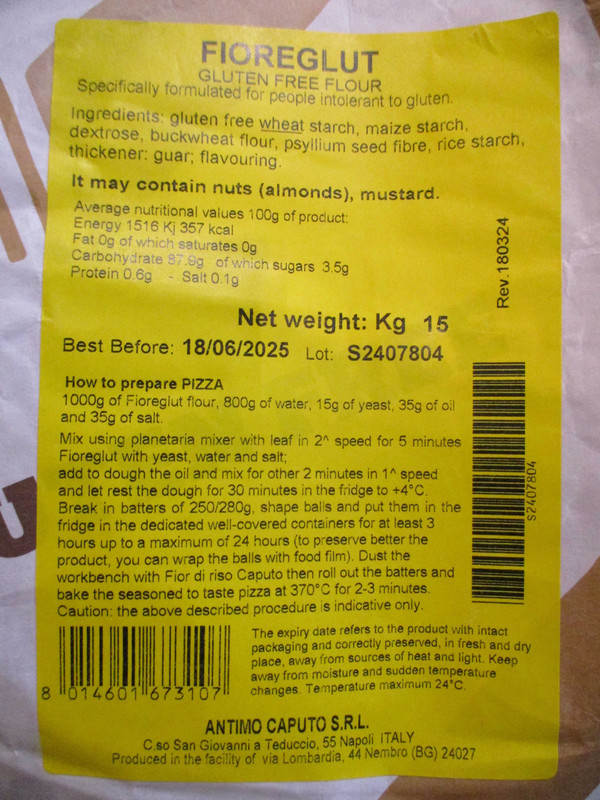 FIOREGLUT
GLUTEN FREE FLOUR
Specifically formulated for people intolerant to gluten.
Ingredients: gluten free wheat starch, maize starch,
dextrose, buckwheat flour, psyllium seed fibre, rice starch,
thickener: guar; flavouring.
It may contain nuts (almonds), mustard.
Average nutritional values 100g of product:
Energy 1516 Kj 357 kcal
Fat 0g of which saturates 0g
Carbohydrate 87.9g of which sugars 3.5g
Protein 0.6g - Salt 0.1g
Rev.180324
Net weight: Kg 15
Best Before: 18/06/2025 Lot: S2407804
How to prepare PIZZA
1000g of Fioreglut flour, 800g of water, 15g of yeast, 35g of oil
and 35g of salt.
Mix using planetaria mixer with leaf in 2^ speed for 5 minutes
Fioreglut with yeast, water and salt;
add to dough the oil and mix for other 2 minutes in 1^ speed
and let rest the dough for 30 minutes in the fridge to +4°C.
Break in batters of 250/280g, shape balls and put them in the
fridge in the dedicated well-covered containers for at least 3
hours up to a maximum of 24 hours (to preserve better the
product, you can wrap the balls with food film). Dust the
workbench with Fior di riso Caputo then roll out the batters and
bake the seasoned to taste pizza at 370°C for 2-3 minutes.
Caution: the above described procedure is indicative only.
S2407804
8 014601 673107
The expiry date refers to the product with intact
packaging and correctly preserved, in fresh and dry
place, away from sources of heat and light. Keep
away from moisture and sudden temperature
changes. Temperature maximum 24°C.
ANTIMO CAPUTO S.R.L.
C.so San Giovanni a Teduccio, 55 Napoli ITALY
Produced in the facility of via Lombardia, 44 Nembro (BG) 24027